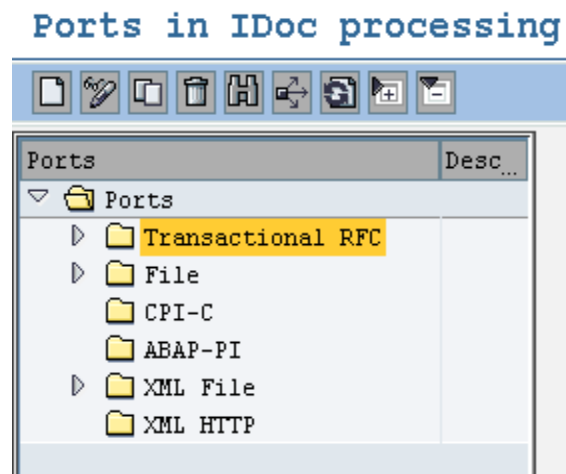 Ports in IDoc processing
Ports Desc...
Ports
Transactional RFC
File
CPI-C
ABAP-PI
XML File
XML HTTP